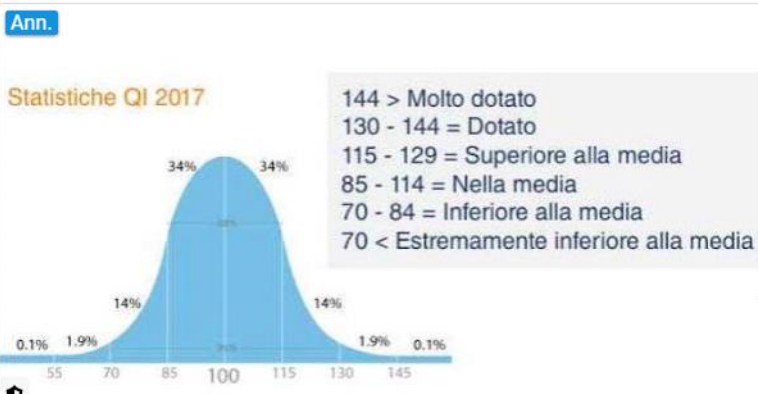 Ann.
Statistiche QI 2017
144 > Molto dotato
130 - 144 = Dotato
115 - 129 = Superiore alla media
85 - 114 = Nella media
70 - 84 = Inferiore alla media
70 < Estremamente inferiore alla media
34% 34%
14% 14%
0.1% 1.9% 1.9% 0.1%
55 70 85 100 115 130 145